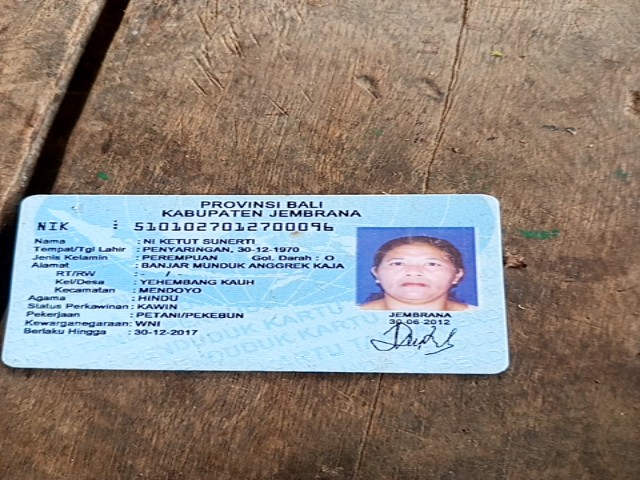 PROVINSI BALI
KABUPATEN JEMBRANA
NIK : 5101027012700096
Nama : NI KETUT SUNERTI
Tempat/Tgl Lahir : PENYARINGAN, 30-12-1970
Jenis Kelamin : PEREMPUAN Gol. Darah : O
Alamat : BANJAR MUNDUK ANGGREK KAJA
RT/RW : - / -
Kel/Desa : YEHEMBANG KAUH
Kecamatan : MENDOYO
Agama : HINDU
Status Perkawinan : KAWIN
Pekerjaan : PETANI/PEKEBUN
Kewarganegaraan: WNI
Berlaku Hingga : 30-12-2017
JEMBRANA
30-06-2012